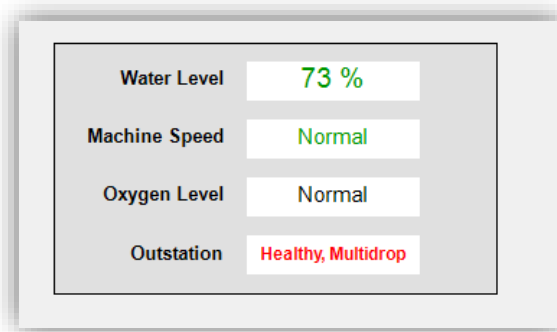 Water Level 73 %
Machine Speed Normal
Oxygen Level Normal
Outstation Healthy, Multidrop